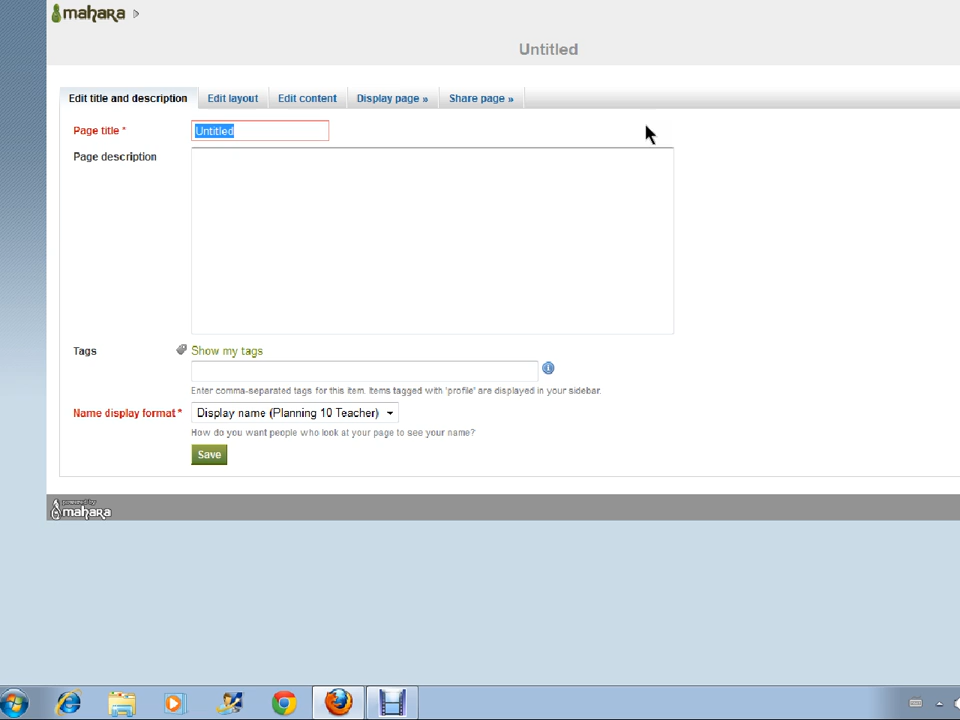 mahara
Untitled
Edit title and description
Edit layout
Edit content
Display page »
Share page »
Page title *
Untitled
Page description
Tags
Show my tags
Enter comma-separated tags for this item. Items tagged with 'profile' are displayed in your sidebar.
Name display format *
Display name (Planning 10 Teacher)
How do you want people who look at your page to see your name?
Save
powered by
mahara